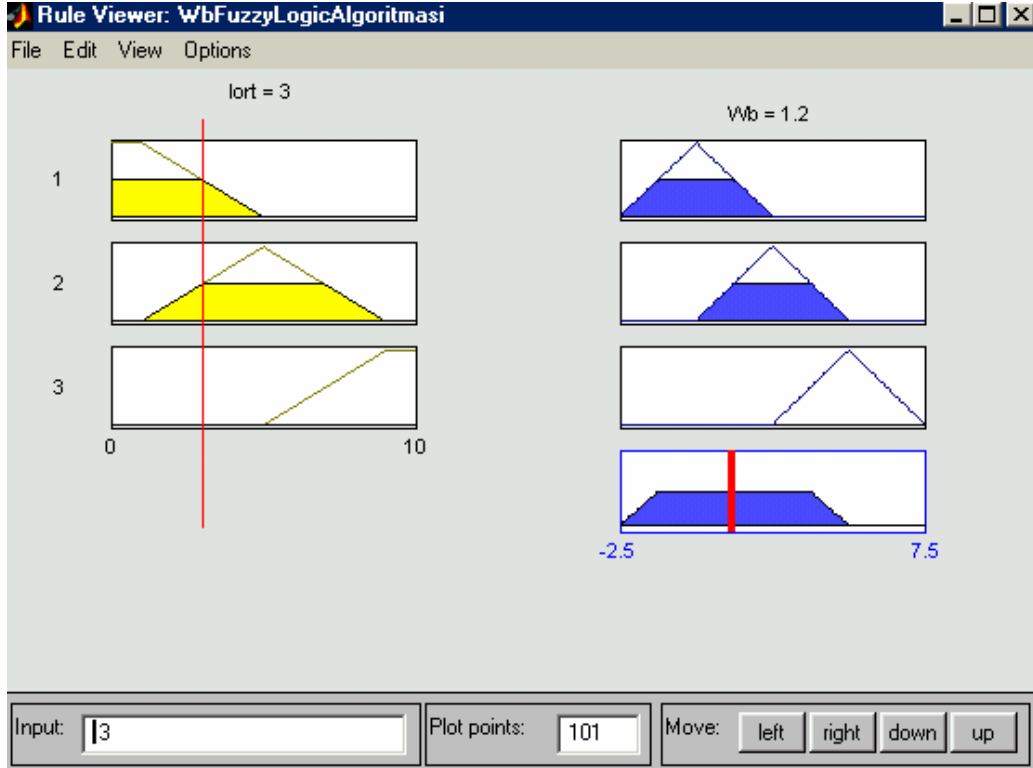 Rule Viewer: WbFuzzyLogicAlgoritmasi
File Edit View Options
Iort = 3
Wb = 1.2
1
2
3
0 10
-2.5 7.5
Input: 3 Plot points: 101 Move: left right down up